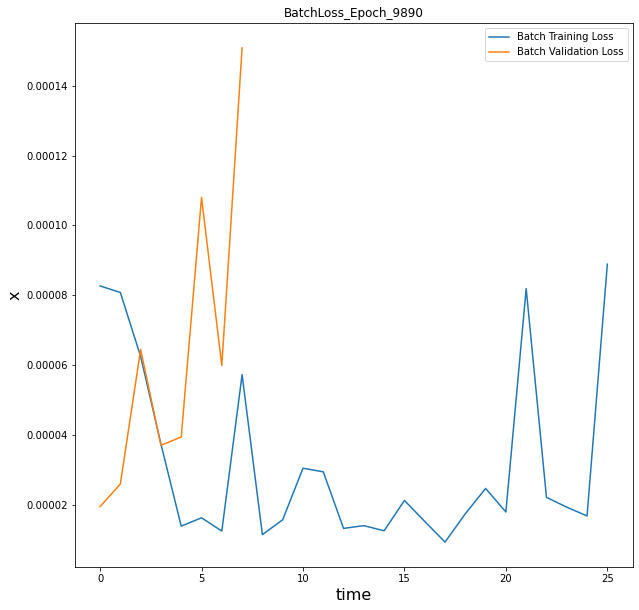 BatchLoss_Epoch_9890
Batch Training Loss
Batch Validation Loss
0.00014
0.00012
0.00010
0.00008
0.00006
0.00004
0.00002
x
0 5 10 15 20 25
time